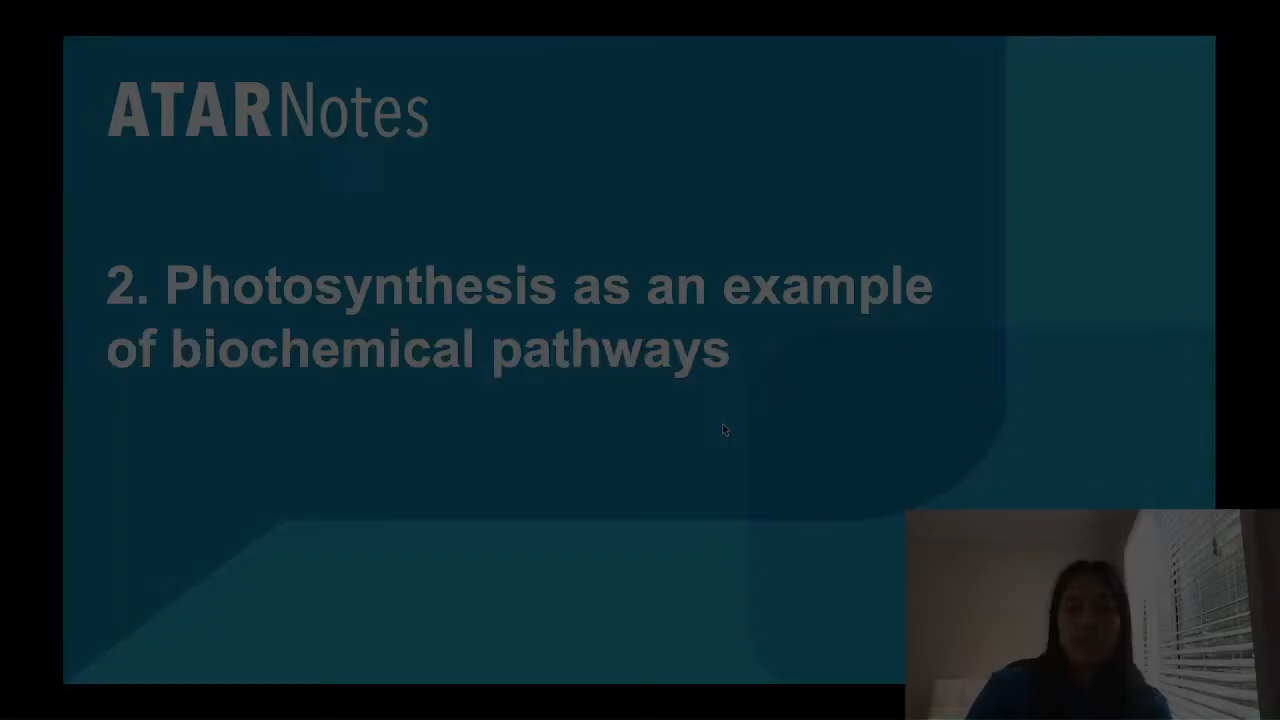 ATARNotes
2. Photosynthesis as an example
of biochemical pathways